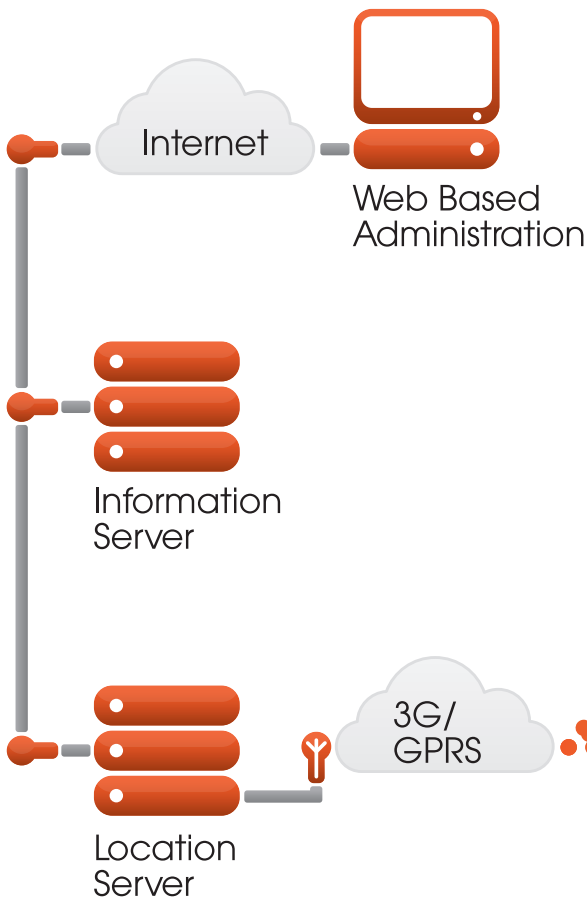 Internet
Web Based
Administration
Information
Server
3G/
GPRS
Location
Server